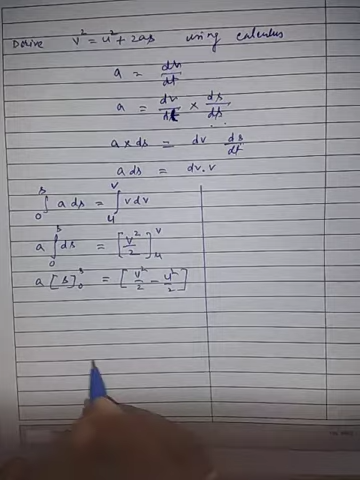 Derive v² = u² + 2as using calculus
a = dv/dt
a = dv/dt × ds/ds
a × ds = dv ds/dt
a ds = dv . v
∫₀ˢ a ds = ∫ᵤᵛ v dv
a ∫₀ˢ ds = [v²/2]ᵤᵛ
a [s]₀ˢ = [v²/2 - u²/2]